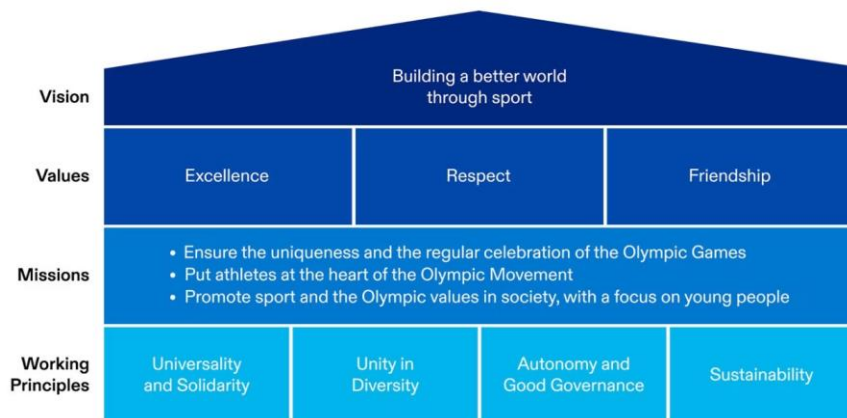 Vision
Building a better world
through sport
Values
Excellence
Respect
Friendship
Missions
• Ensure the uniqueness and the regular celebration of the Olympic Games
• Put athletes at the heart of the Olympic Movement
• Promote sport and the Olympic values in society, with a focus on young people
Working
Principles
Universality
and Solidarity
Unity in
Diversity
Autonomy and
Good Governance
Sustainability